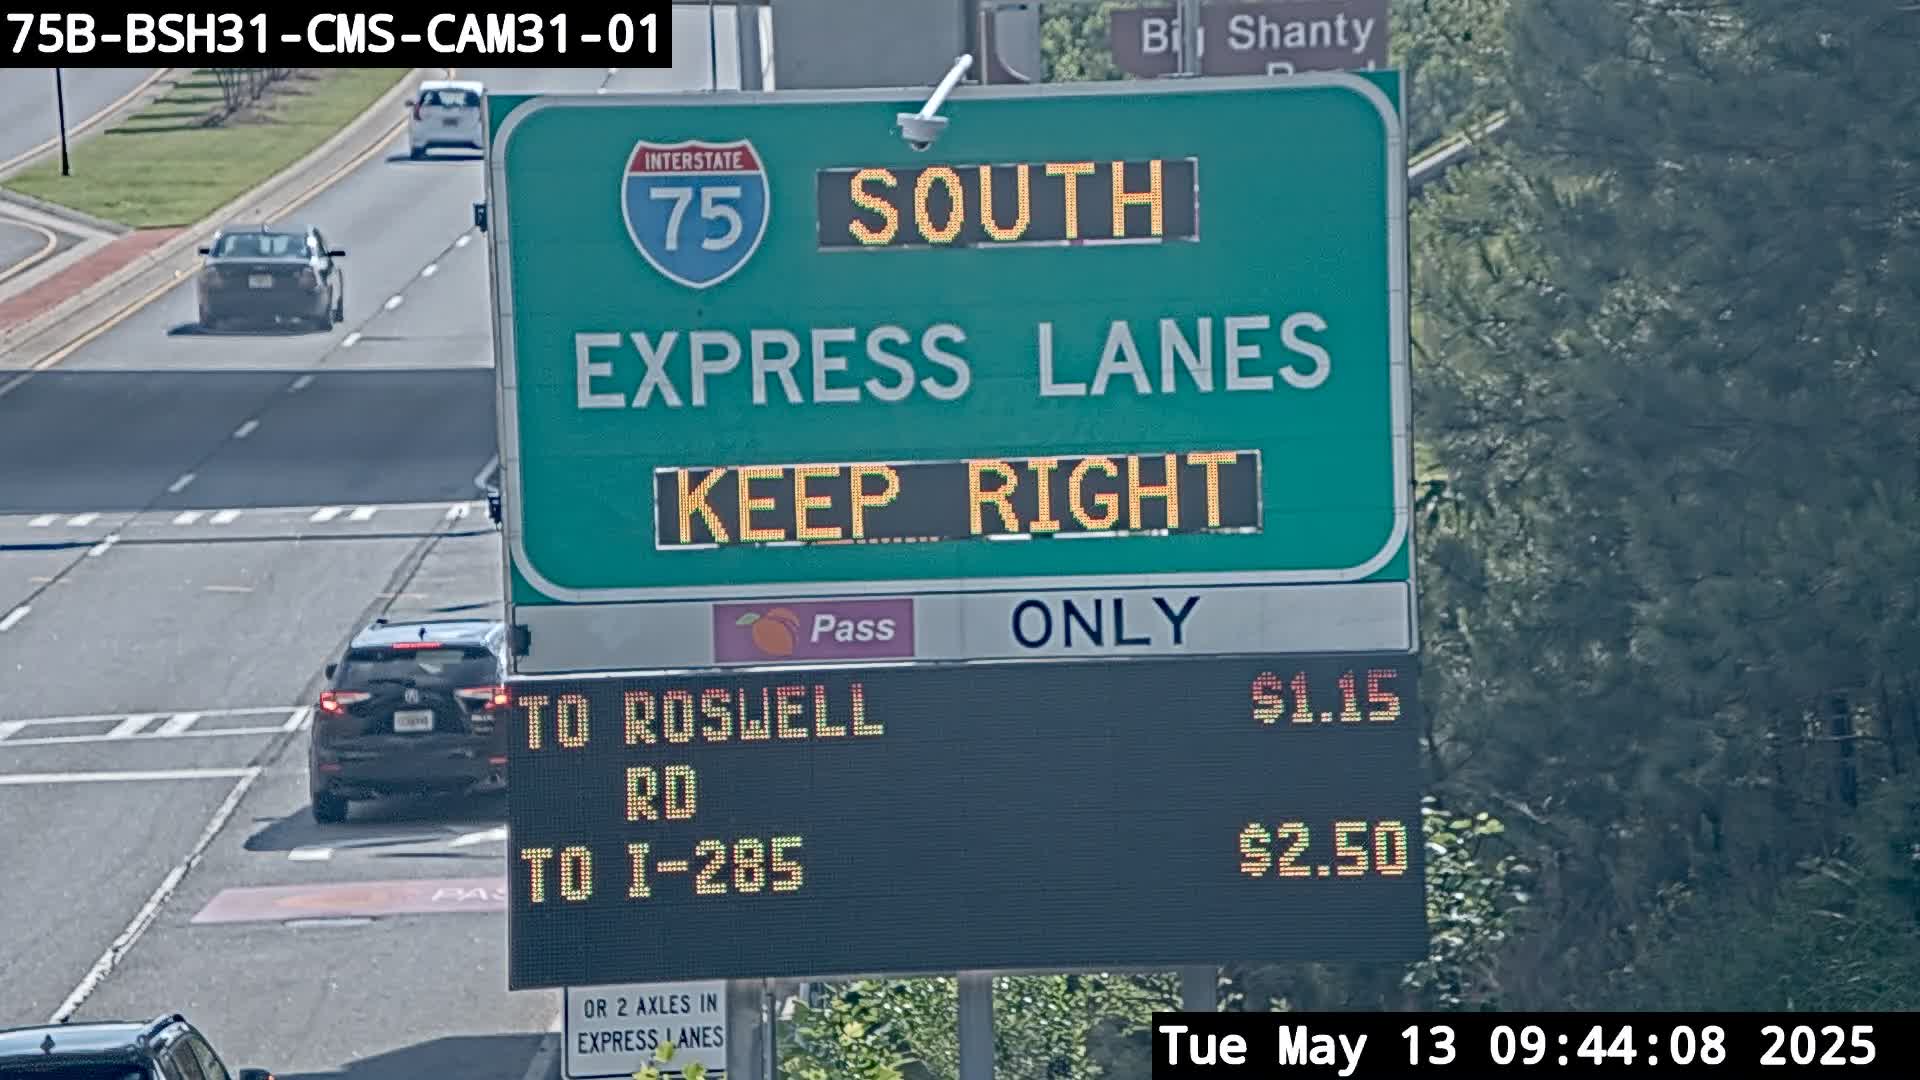 75B-BSH31-CMS-CAM31-01
Big Shanty
Road
INTERSTATE
75
SOUTH
EXPRESS LANES
KEEP RIGHT
Pass ONLY
TO ROSWELL $1.15
RD
TO I-285 $2.50
PAS
OR 2 AXLES IN
EXPRESS LANES
Tue May 13 09:44:08 2025